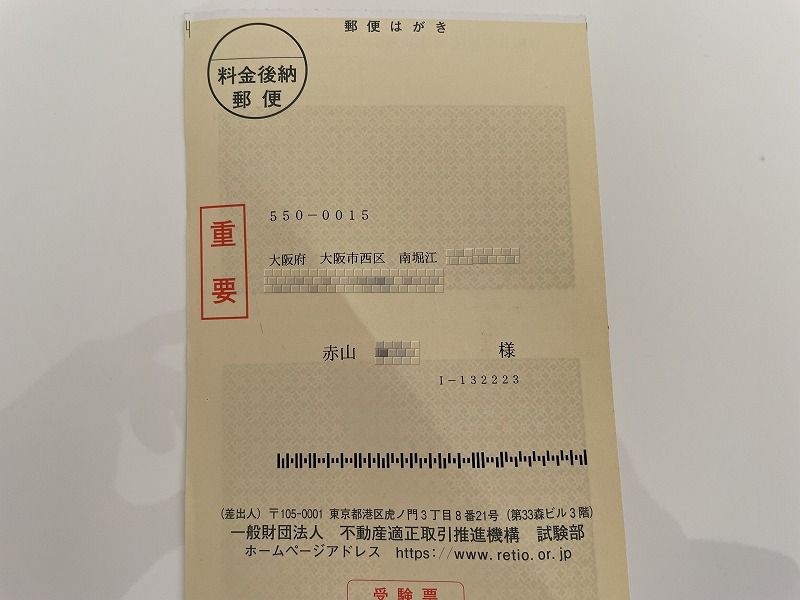 郵便はがき
料金後納
郵便
重要
550-0015
大阪府 大阪市西区 南堀江
赤山 様
I-132223
(差出人)〒105-0001 東京都港区虎ノ門3丁目8番21号(第33森ビル3階)
一般財団法人 不動産適正取引推進機構 試験部
ホームページアドレス https://www.retio.or.jp
受験票